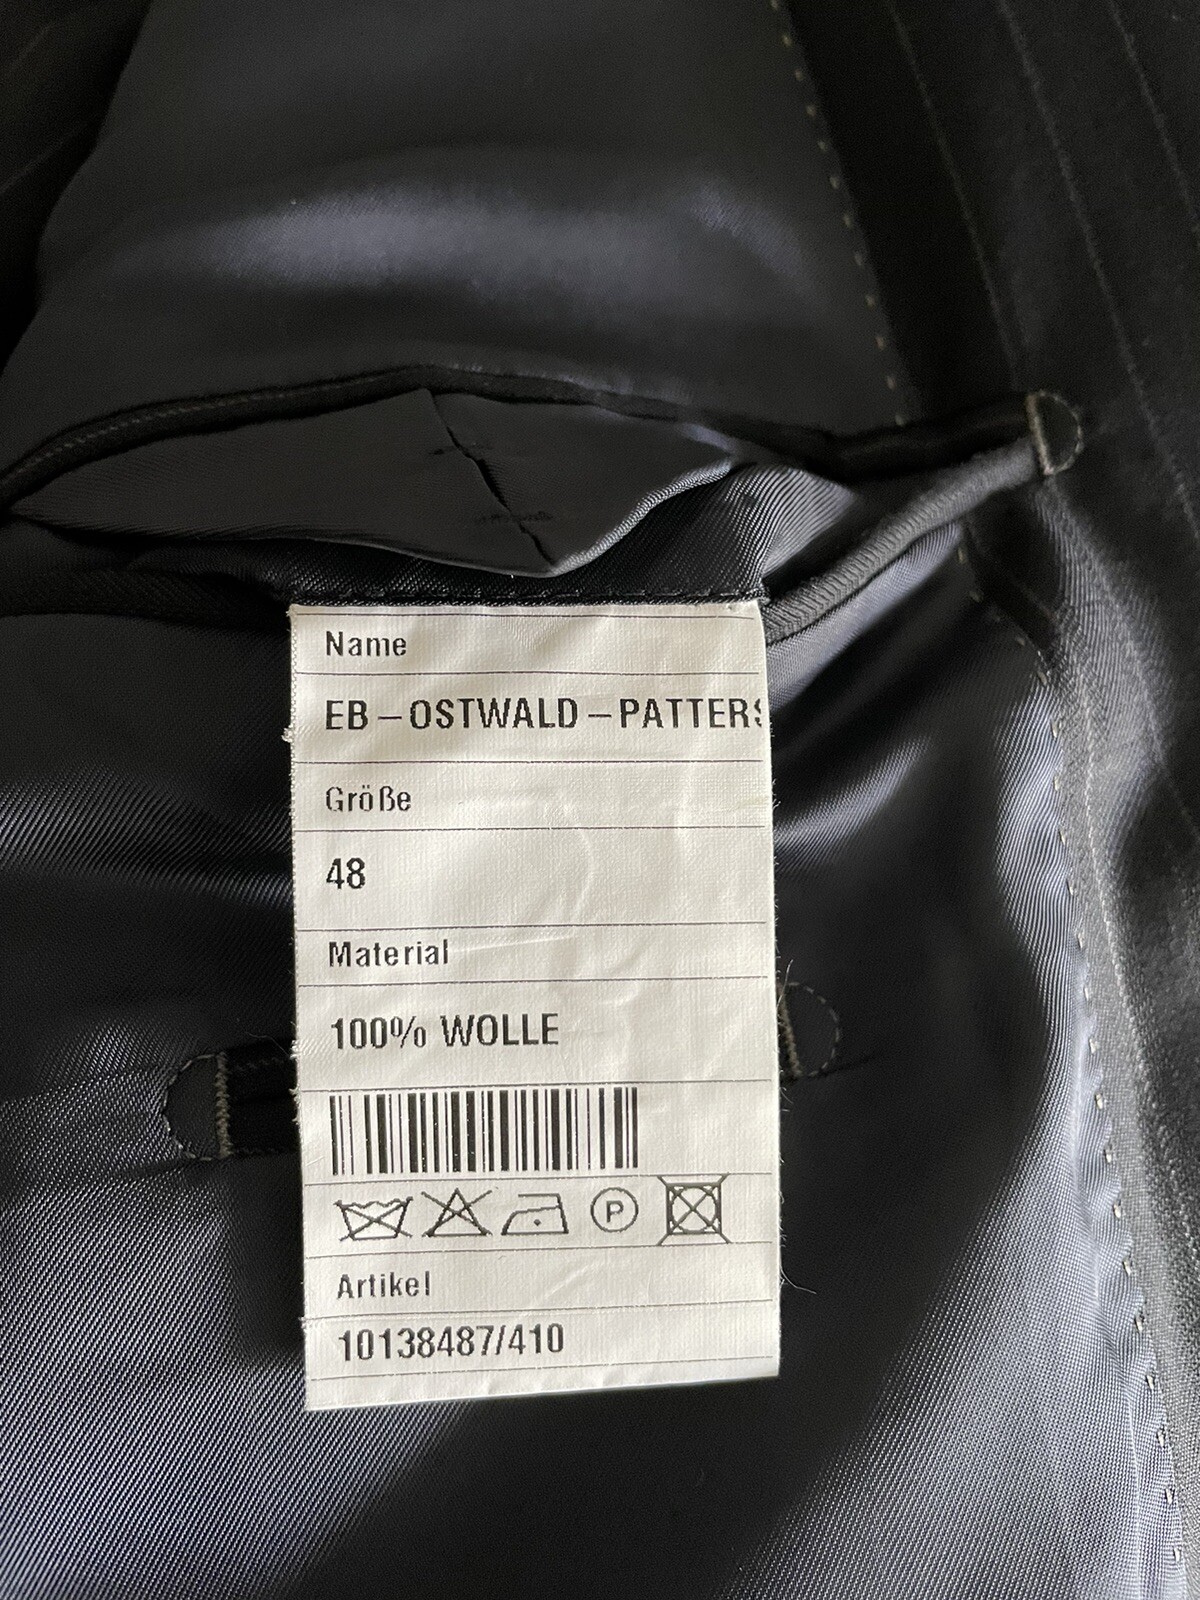 Name
EB-OSTWALD-PATTERS
Größe
48
Material
100% WOLLE
P
Artikel
10138487/410